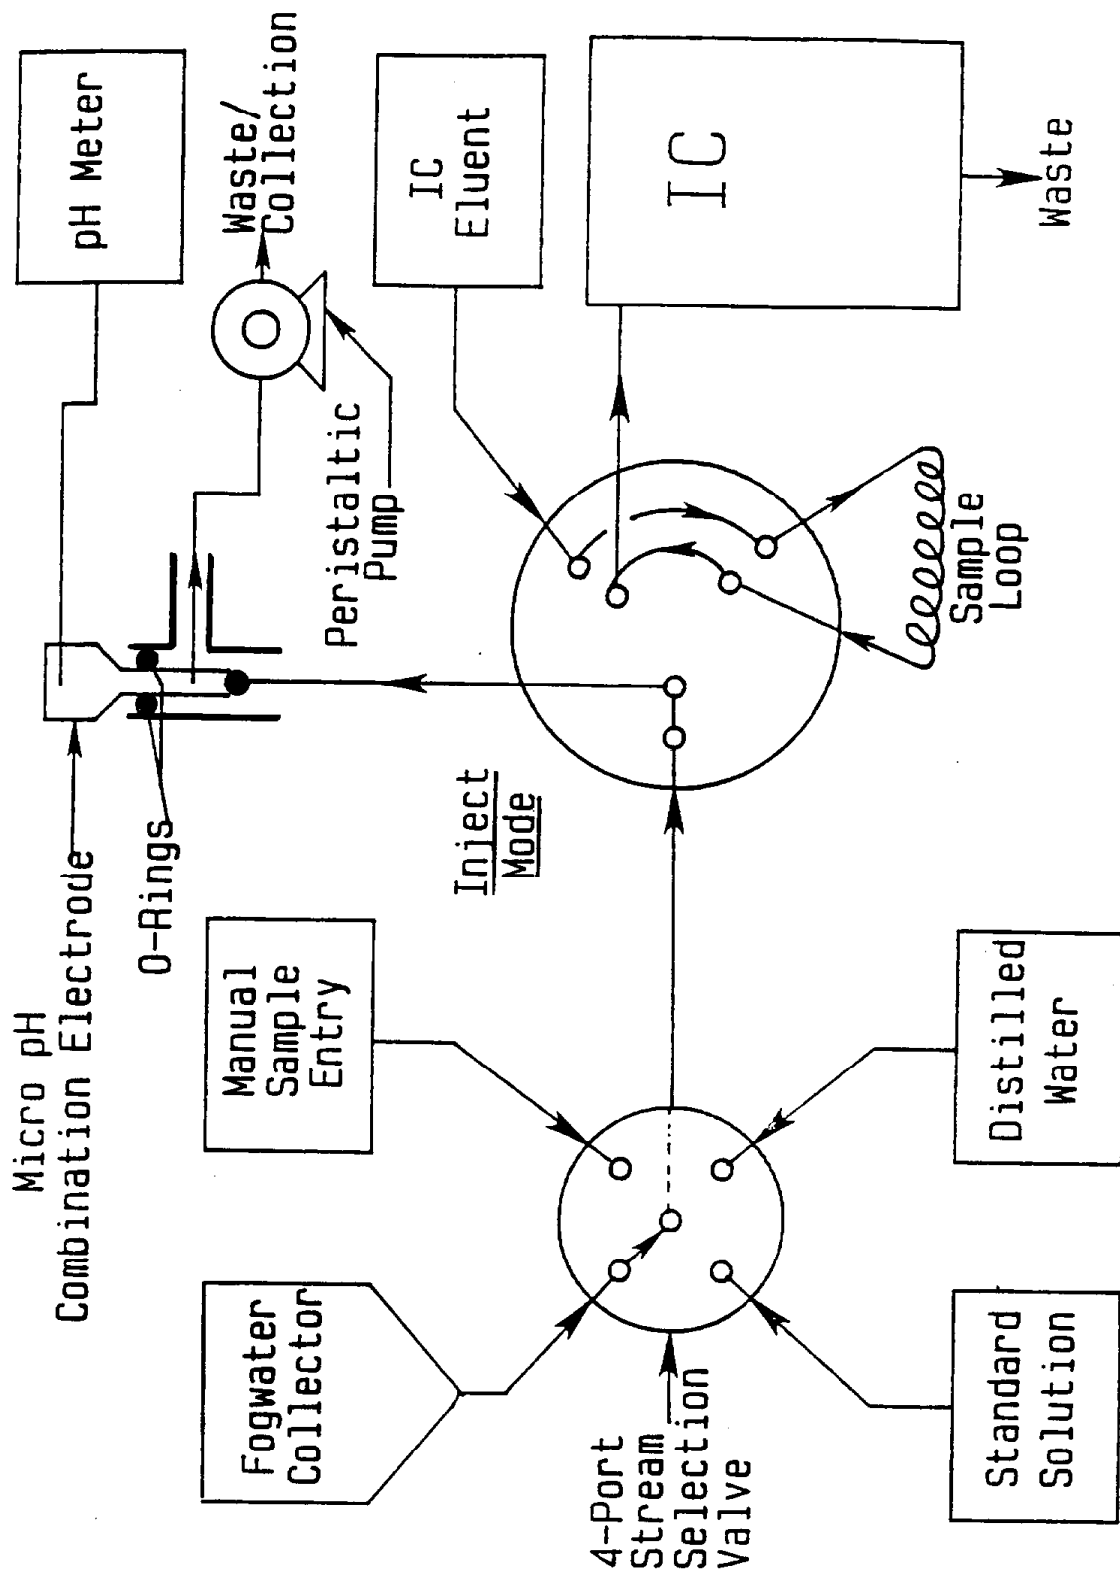 Micro pH
Combination Electrode
O-Rings
pH Meter
Waste/
Collection
Peristaltic
Pump
Fogwater
Collector
Manual
Sample
Entry
Inject
Mode
IC
Eluent
IC
Waste
4-Port
Stream
Selection
Valve
Standard
Solution
Distilled
Water
Sample
Loop